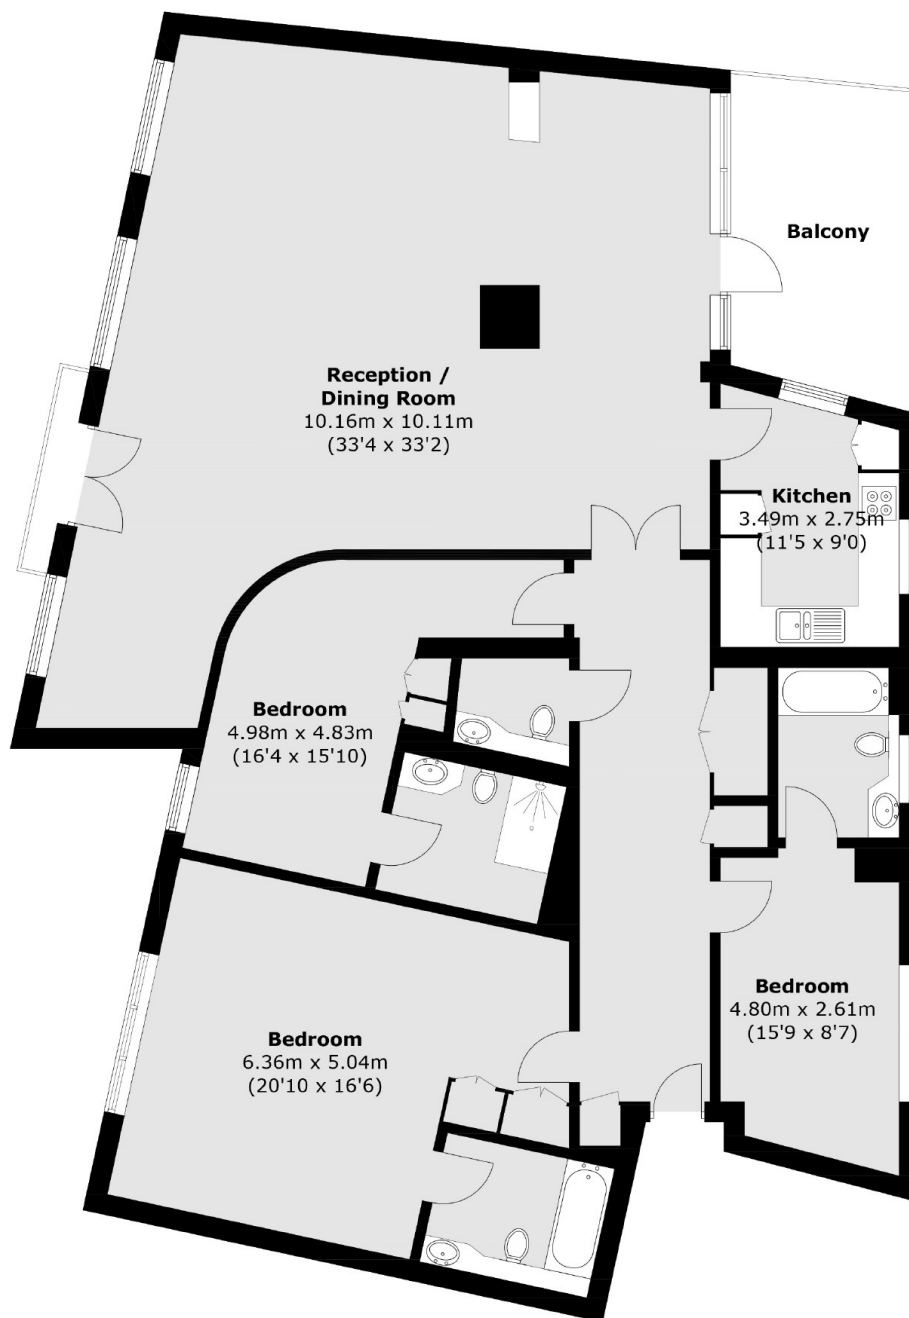 Balcony
Reception /
Dining Room
10.16m x 10.11m
(33'4 x 33'2)
Kitchen
3.49m x 2.75m
(11'5 x 9'0)
Bedroom
4.98m x 4.83m
(16'4 x 15'10)
Bedroom
4.80m x 2.61m
(15'9 x 8'7)
Bedroom
6.36m x 5.04m
(20'10 x 16'6)